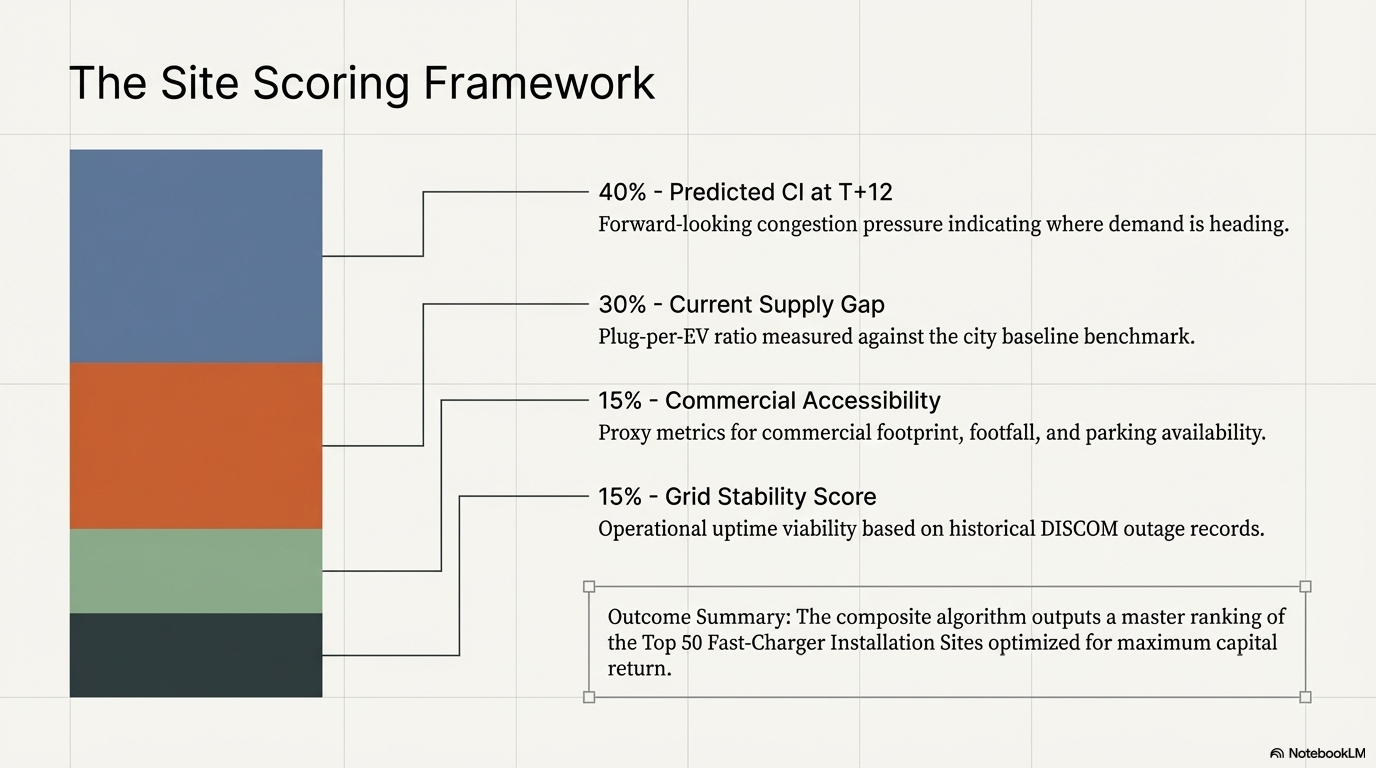 The Site Scoring Framework
40% - Predicted CI at T+12
Forward-looking congestion pressure indicating where demand is heading.
30% - Current Supply Gap
Plug-per-EV ratio measured against the city baseline benchmark.
15% - Commercial Accessibility
Proxy metrics for commercial footprint, footfall, and parking availability.
15% - Grid Stability Score
Operational uptime viability based on historical DISCOM outage records.
Outcome Summary: The composite algorithm outputs a master ranking of
the Top 50 Fast-Charger Installation Sites optimized for maximum capital
return.
NotebookLM